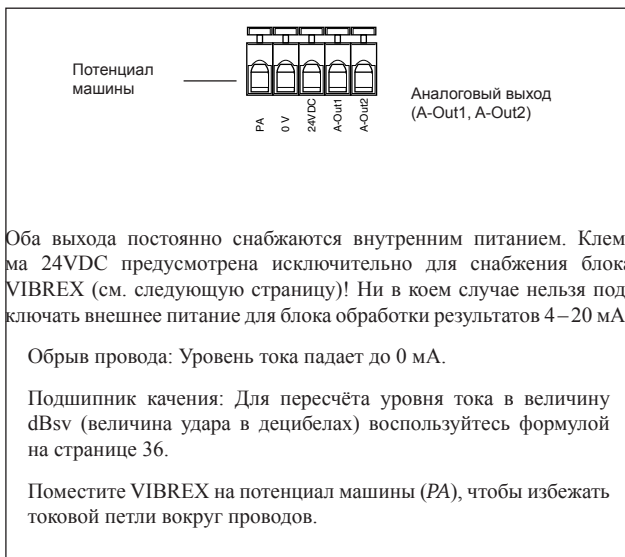 Потенциал
машины
PA
0 V
24VDC
A-Out1
A-Out2
Аналоговый выход
(A-Out1, A-Out2)
Оба выхода постоянно снабжаются внутренним питанием. Клем
ма 24VDC предусмотрена исключительно для снабжения блока
VIBREX (см. следующую страницу)! Ни в коем случае нельзя под
ключать внешнее питание для блока обработки результатов 4–20 мА
Обрыв провода: Уровень тока падает до 0 мА.
Подшипник качения: Для пересчёта уровня тока в величину
dBsv (величина удара в децибелах) воспользуйтесь формулой
на странице 36.
Поместите VIBREX на потенциал машины (PA), чтобы избежать
токовой петли вокруг проводов.